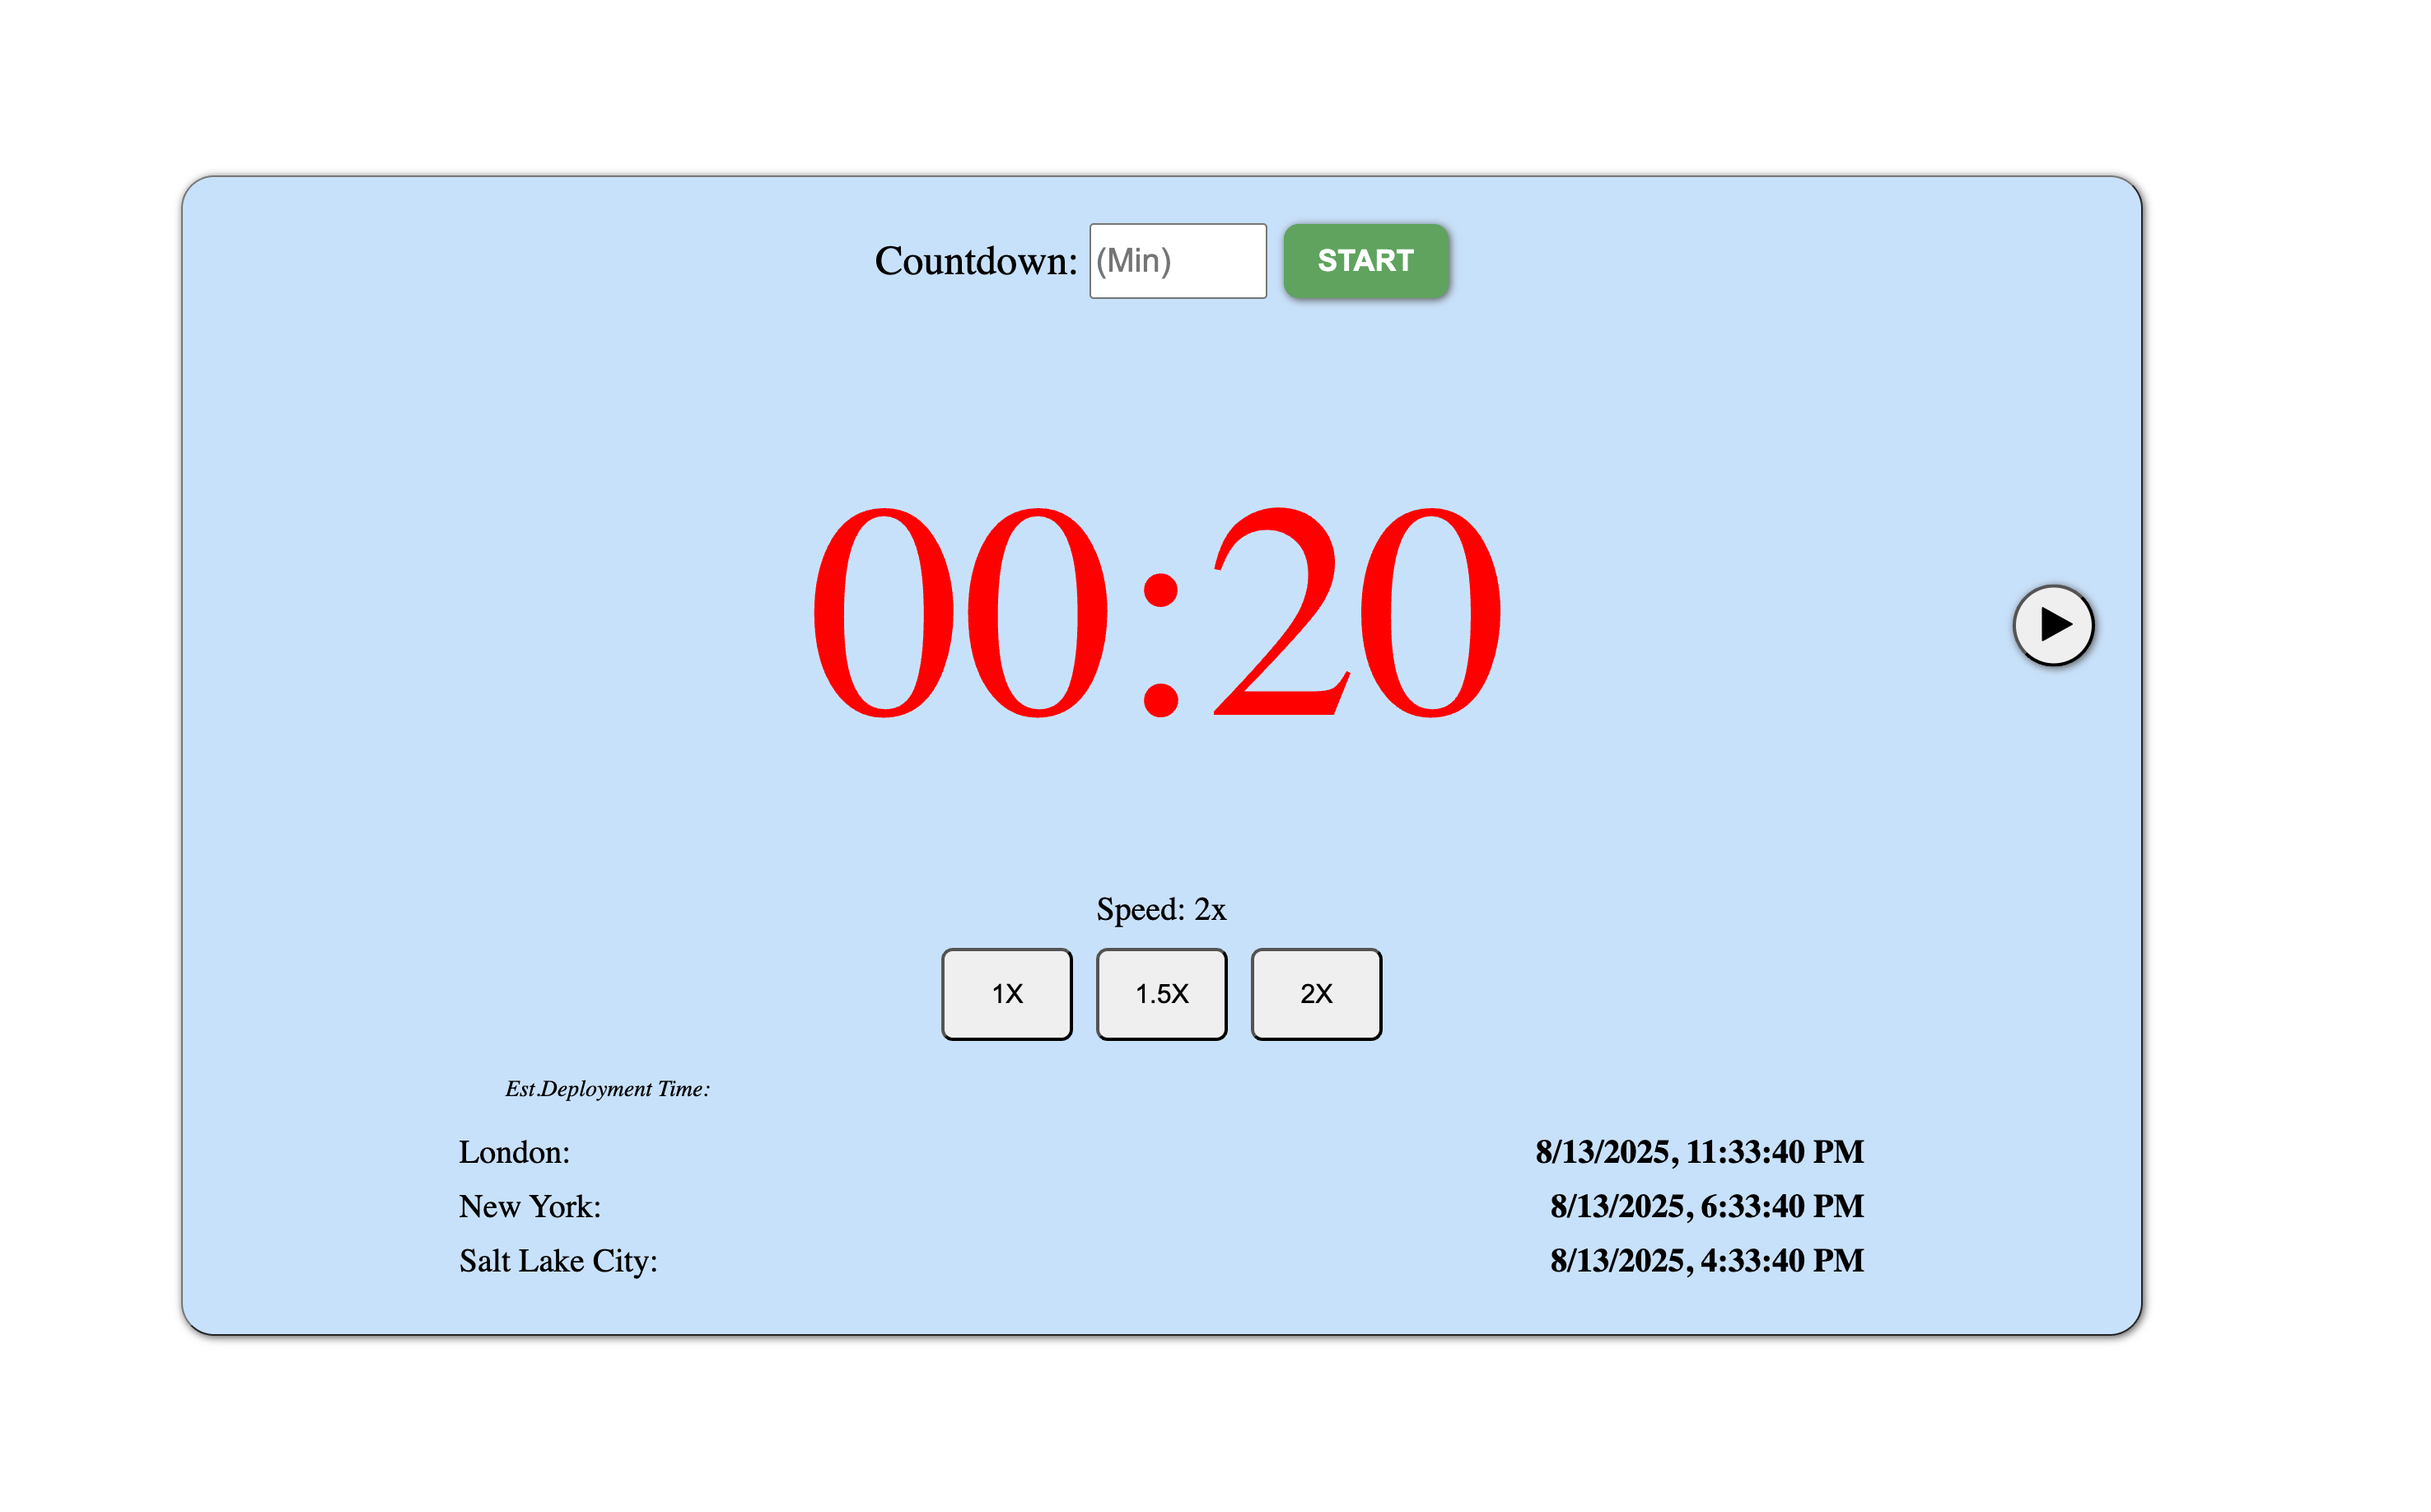 Countdown: (Min) START
00:20
Speed: 2x
1X 1.5X 2X
Est.Deployment Time:
London: 8/13/2025, 11:33:40 PM
New York: 8/13/2025, 6:33:40 PM
Salt Lake City: 8/13/2025, 4:33:40 PM